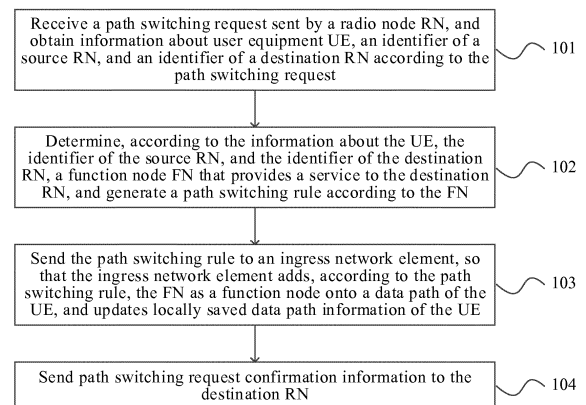 Receive a path switching request sent by a radio node RN, and
obtain information about user equipment UE, an identifier of a
source RN, and an identifier of a destination RN according to the
path switching request
101
Determine, according to the information about the UE, the
identifier of the source RN, and the identifier of the destination
RN, a function node FN that provides a service to the destination
RN, and generate a path switching rule according to the FN
102
Send the path switching rule to an ingress network element, so
that the ingress network element adds, according to the path
switching rule, the FN as a function node onto a data path of the
UE, and updates locally saved data path information of the UE
103
Send path switching request confirmation information to the
destination RN
104